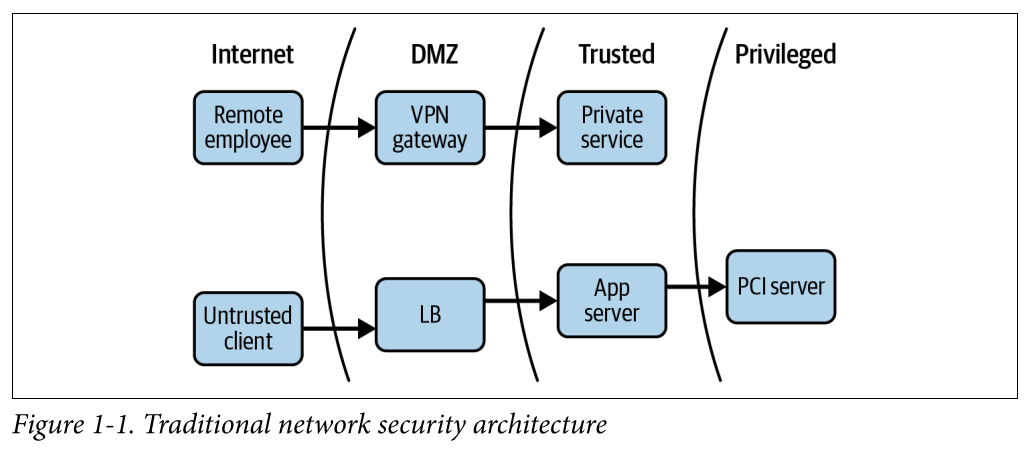 Internet
DMZ
Trusted
Privileged
Remote
employee
VPN
gateway
Private
service
Untrusted
client
LB
App
server
PCI server
Figure 1-1. Traditional network security architecture